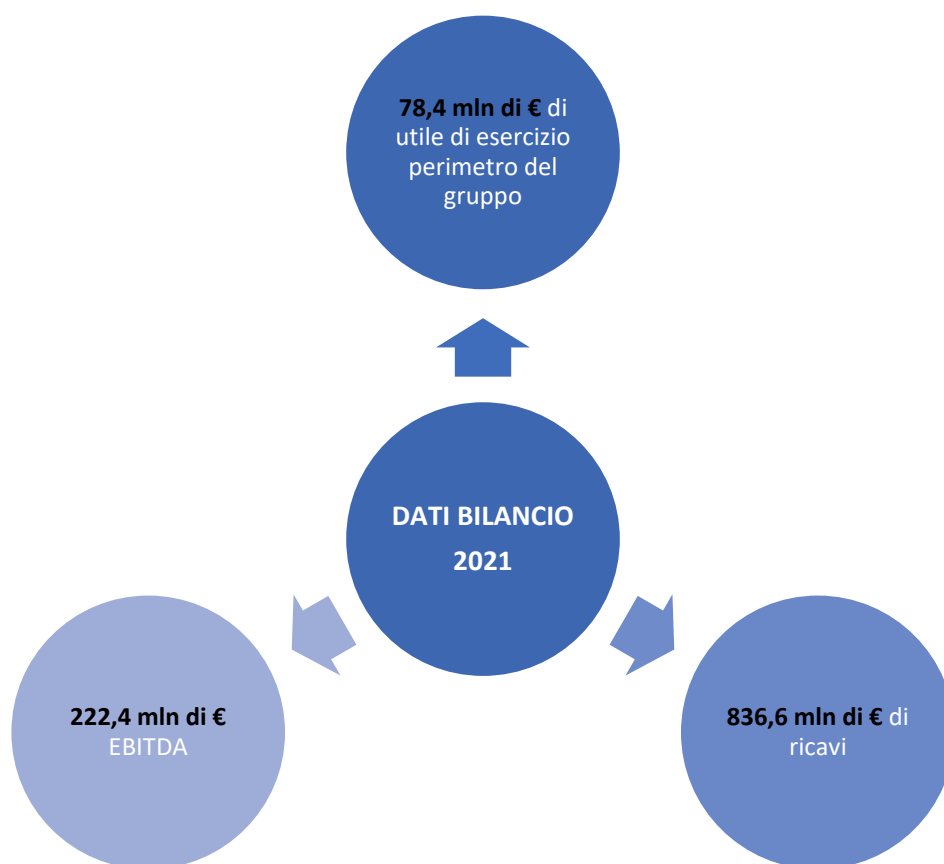 78,4 mln di € di
utile di esercizio
perimetro del
gruppo
DATI BILANCIO
2021
222,4 mln di €
EBITDA
836,6 mln di € di
ricavi